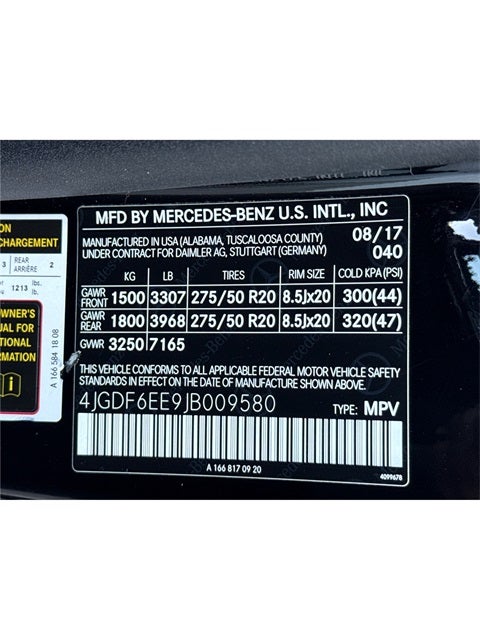 ON
CHARGEMENT
3 REAR ARRIÈRE 2
1213 lbs. lb.
OWNER'S
MANUAL FOR
ADDITIONAL
INFORMATION
A 166 584 18 08
MFD BY MERCEDES-BENZ U.S. INTL., INC
MANUFACTURED IN USA (ALABAMA, TUSCALOOSA COUNTY) 08/17
UNDER CONTRACT FOR DAIMLER AG, STUTTGART (GERMANY) 040
KG LB TIRES RIM SIZE COLD KPA (PSI)
GAWR FRONT 1500 3307 275/50 R20 8.5Jx20 300(44)
GAWR REAR 1800 3968 275/50 R20 8.5Jx20 320(47)
GVWR 3250 7165
THIS VEHICLE CONFORMS TO ALL APPLICABLE FEDERAL MOTOR VEHICLE SAFETY
STANDARDS IN EFFECT ON THE DATE OF MANUFACTURE SHOWN ABOVE
4JGDF6EE9JB009580 TYPE: MPV
A 166 817 09 20
4099678